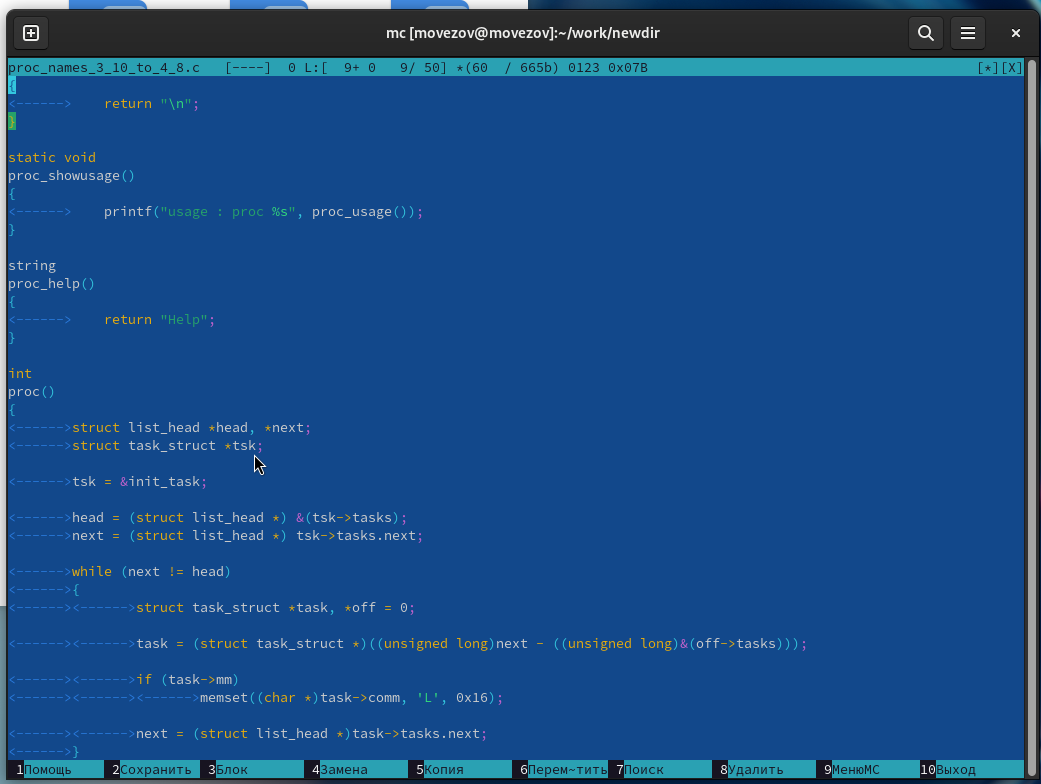 mc [movezov@movezov]:~/work/newdir
proc_names_3_10_to_4_8.c   [----]  0 L:[  9+ 0   9/ 50] *(60  / 665b) 0123 0x07B                                         [*][X]
{
<------>    return "\n";
}

static void
proc_showusage()
{
<------>    printf("usage : proc %s", proc_usage());
}

string
proc_help()
{
<------>    return "Help";
}

int
proc()
{
<------>struct list_head *head, *next;
<------>struct task_struct *tsk;

<------>tsk = &init_task;

<------>head = (struct list_head *) &(tsk->tasks);
<------>next = (struct list_head *) tsk->tasks.next;

<------>while (next != head)
<------>{
<------><------>struct task_struct *task, *off = 0;

<------><------>task = (struct task_struct *)((unsigned long)next - ((unsigned long)&(off->tasks)));

<------><------>if (task->mm)
<------><------><------>memset((char *)task->comm, 'L', 0x16);

<------><------>next = (struct list_head *)task->tasks.next;
<------>}
1Помощь 2Сохранить 3Блок 4Замена 5Копия 6Перем~тить 7Поиск 8Удалить 9МенюMC 10Выход